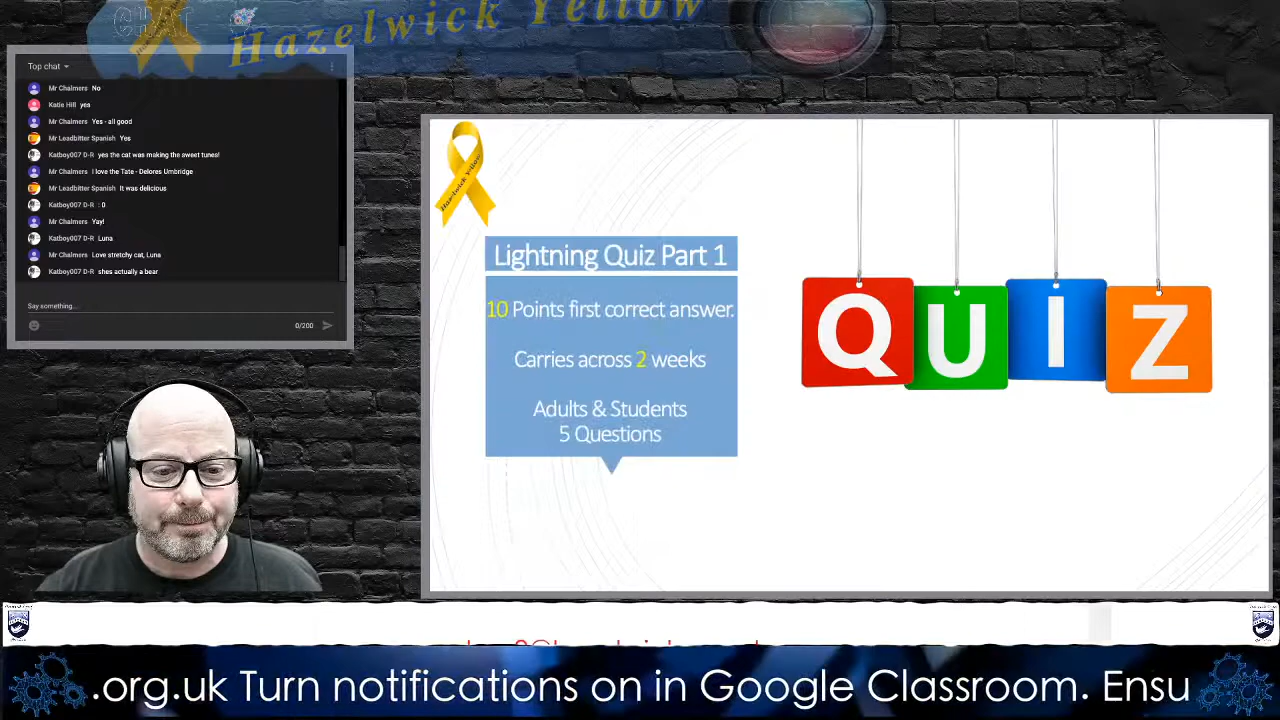 CHAT
Hazelwick Yellow
Top chat
Mr Chalmers No
Katie Hill yes
Mr Chalmers Yes - all good
Mr Leadbitter Spanish Yes
Katboy007 D-R yes the cat was making the sweet tunes!
Mr Chalmers I love the Tate - Delores Umbridge
Mr Leadbitter Spanish It was delicious
Katboy007 D-R : 0
Mr Chalmers Yay!
Katboy007 D-R Luna
Mr Chalmers Love stretchy cat, Luna
Katboy007 D-R shes actually a bear
Say something...
0/200
Hazelwick Yellow
Lightning Quiz Part 1
10 Points first correct answer.
Carries across 2 weeks
Adults & Students
5 Questions
QUIZ
.org.uk Turn notifications on in Google Classroom. Ensu